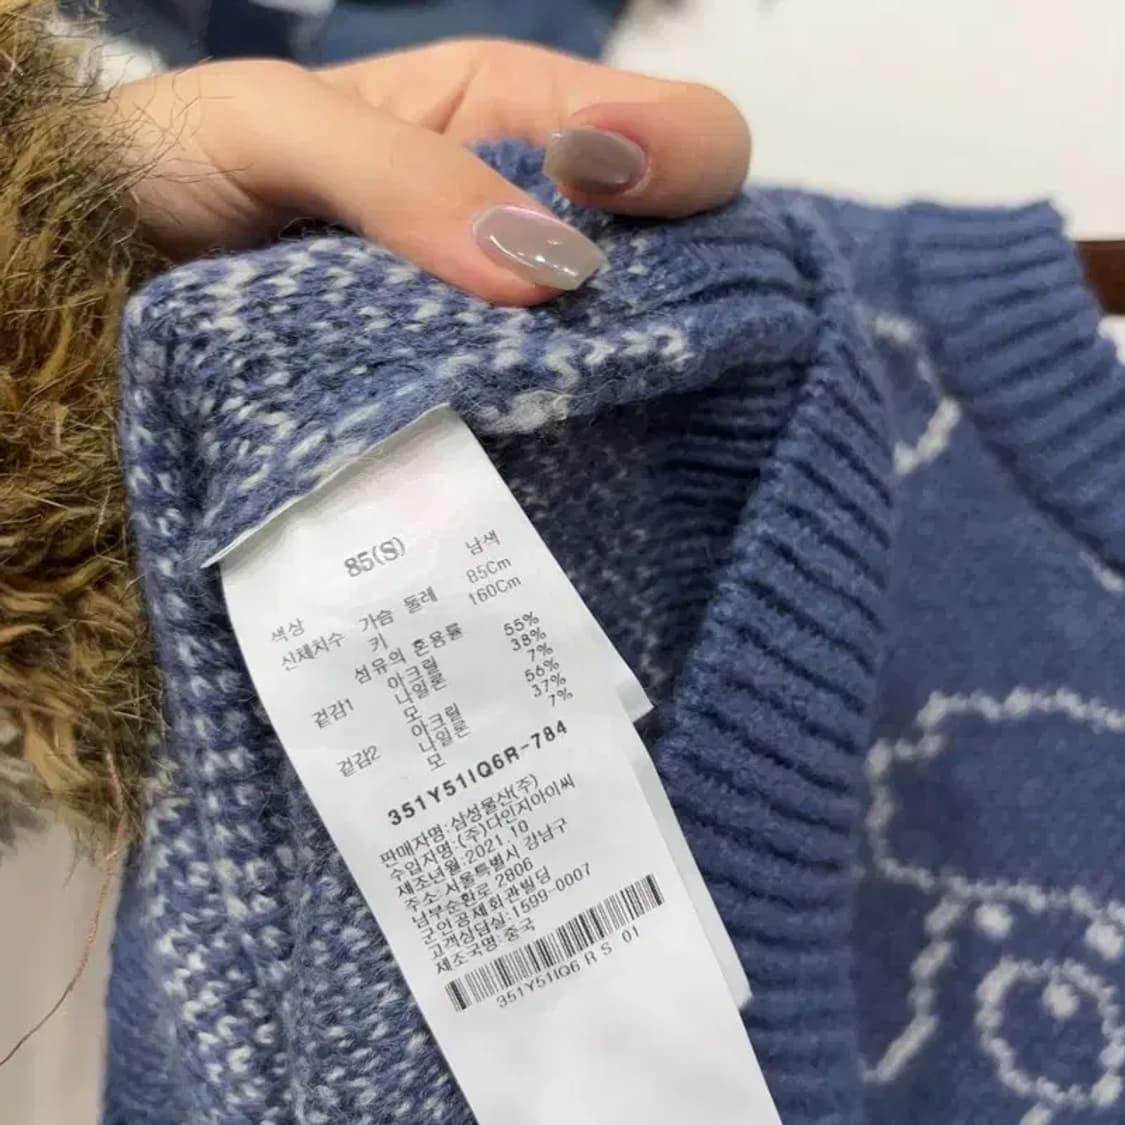 85(S)
색상 남색
신체치수 가슴 둘레 85Cm
키 160Cm
섬유의 혼용률
겉감1 아크릴 55%
나일론 38%
모 7%
겉감2 아크릴 56%
나일론 37%
모 7%
351Y51IQ6R-784
판매자명:삼성물산(주)
수입자명:(주)다인지아이씨
제조년월:2021.10
주소:서울특별시 강남구
남부순환로 2806
군인공제회관빌딩
고객상담실:1599-0007
제조국명:중국
351Y51IQ6 R S 01